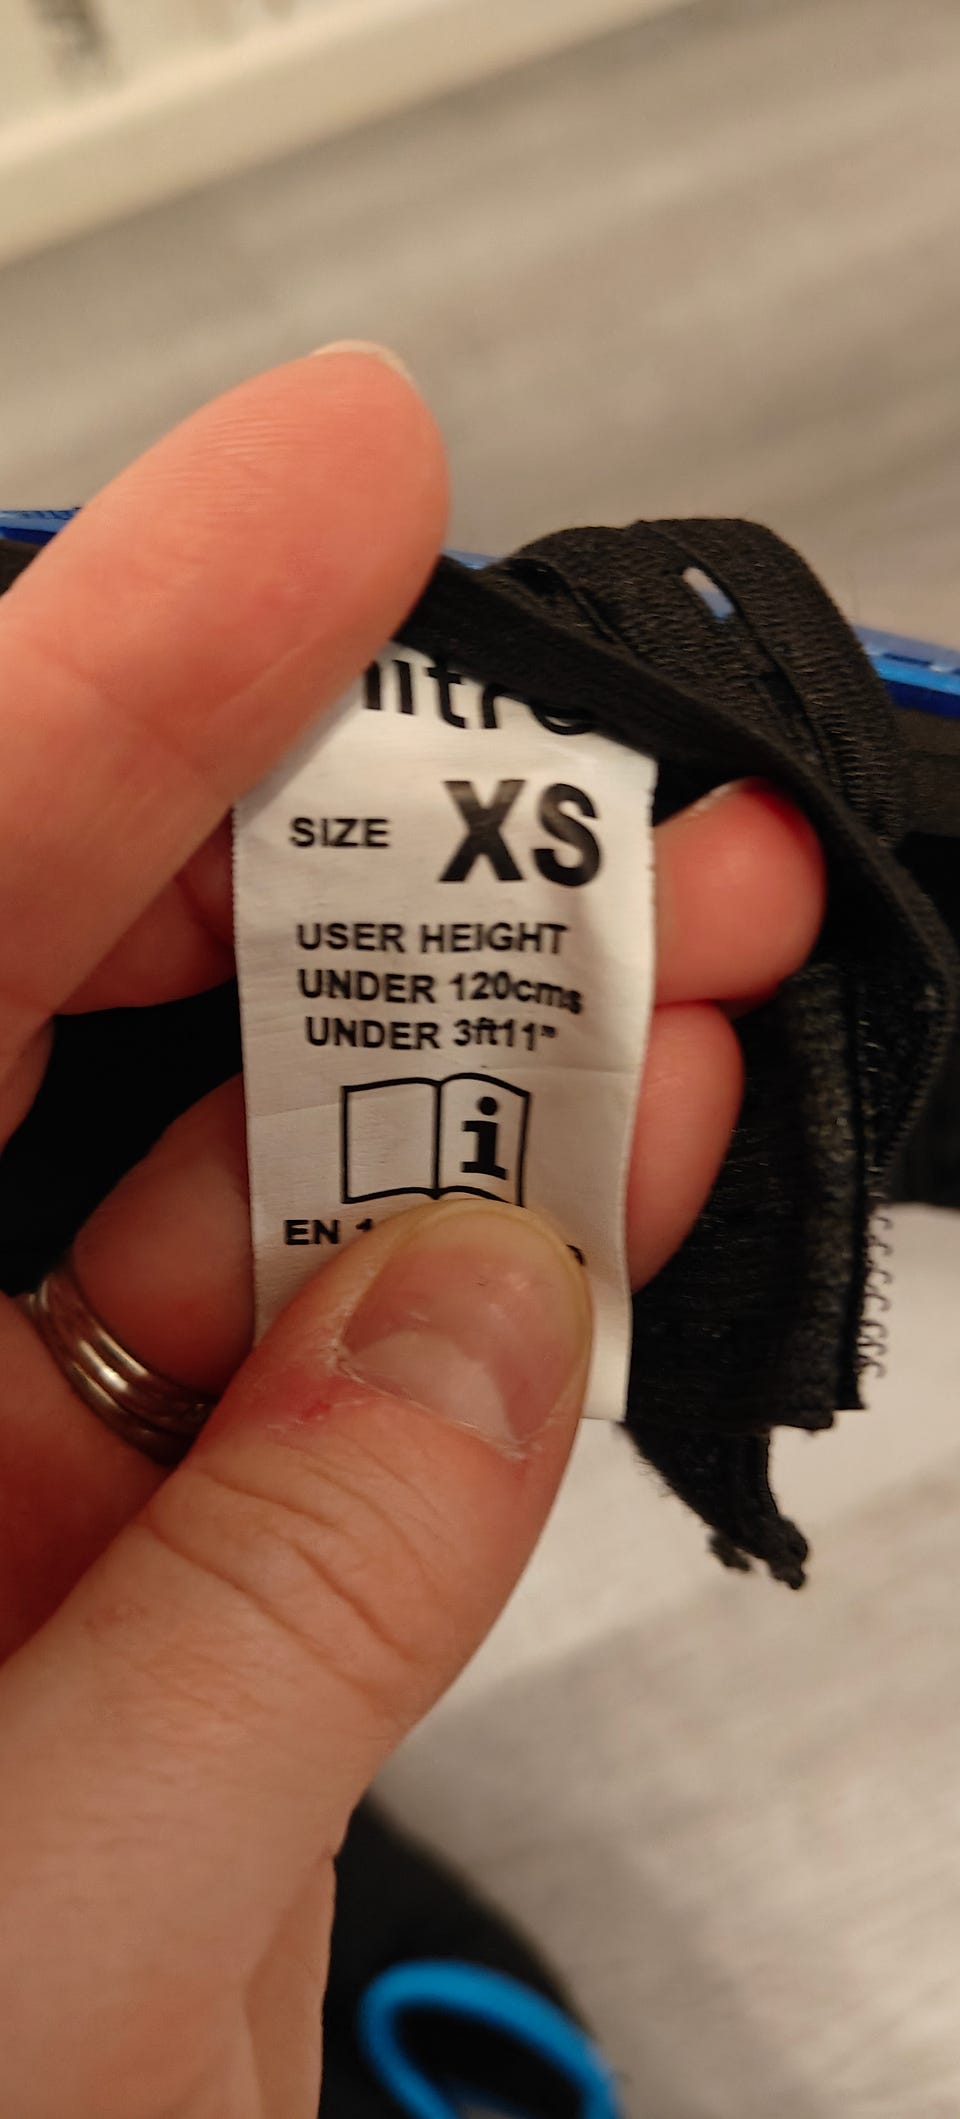 SIZE XS
USER HEIGHT
UNDER 120cms
UNDER 3ft11"
i
EN